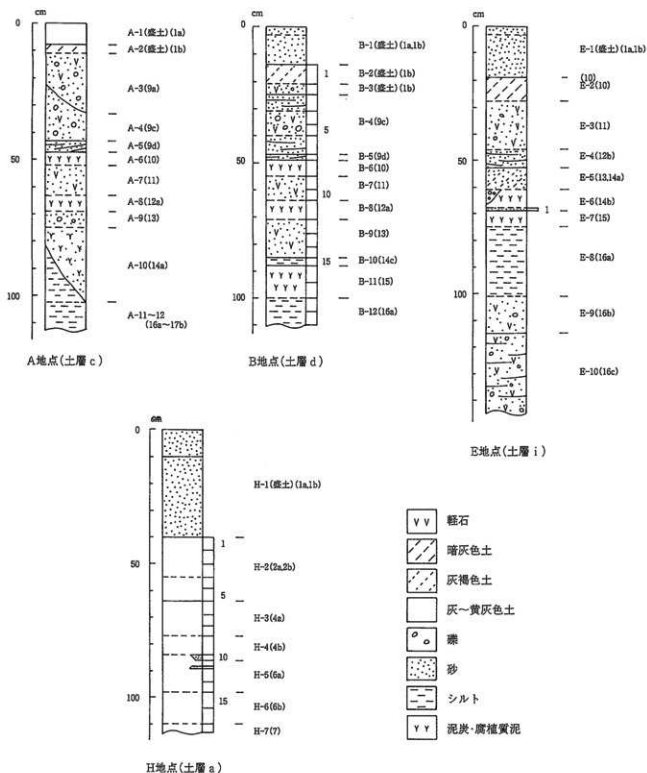 cm
0
50
100
A-1(盛土)(1a)
A-2(盛土)(1b)
A-3(9a)
A-4(9c)
A-5(9d)
A-6(10)
A-7(11)
A-8(12a)
A-9(13)
A-10(14a)
A-11~12
(16a~17b)
A地点(土層c)
cm
0
50
100
1
5
10
15
B-1(盛土)(1a,1b)
B-2(盛土)(1b)
B-3(盛土)(1b)
B-4(9c)
B-5(9d)
B-6(10)
B-7(11)
B-8(12a)
B-9(13)
B-10(14c)
B-11(15)
B-12(16a)
B地点(土層d)
cm
0
50
100
1
E-1(盛土)(1a,1b)
(10)
E-2(10)
E-3(11)
E-4(12b)
E-5(13,14a)
E-6(14b)
E-7(15)
E-8(16a)
E-9(16b)
E-10(16c)
E地点(土層i)
cm
0
50
100
1
5
10
15
H-1(盛土)(1a,1b)
H-2(2a,2b)
H-3(4a)
H-4(4b)
H-5(6a)
H-6(6b)
H-7(7)
H地点(土層a)
軽石
暗灰色土
灰褐色土
灰~黄灰色土
礫
砂
シルト
泥炭・腐植質泥